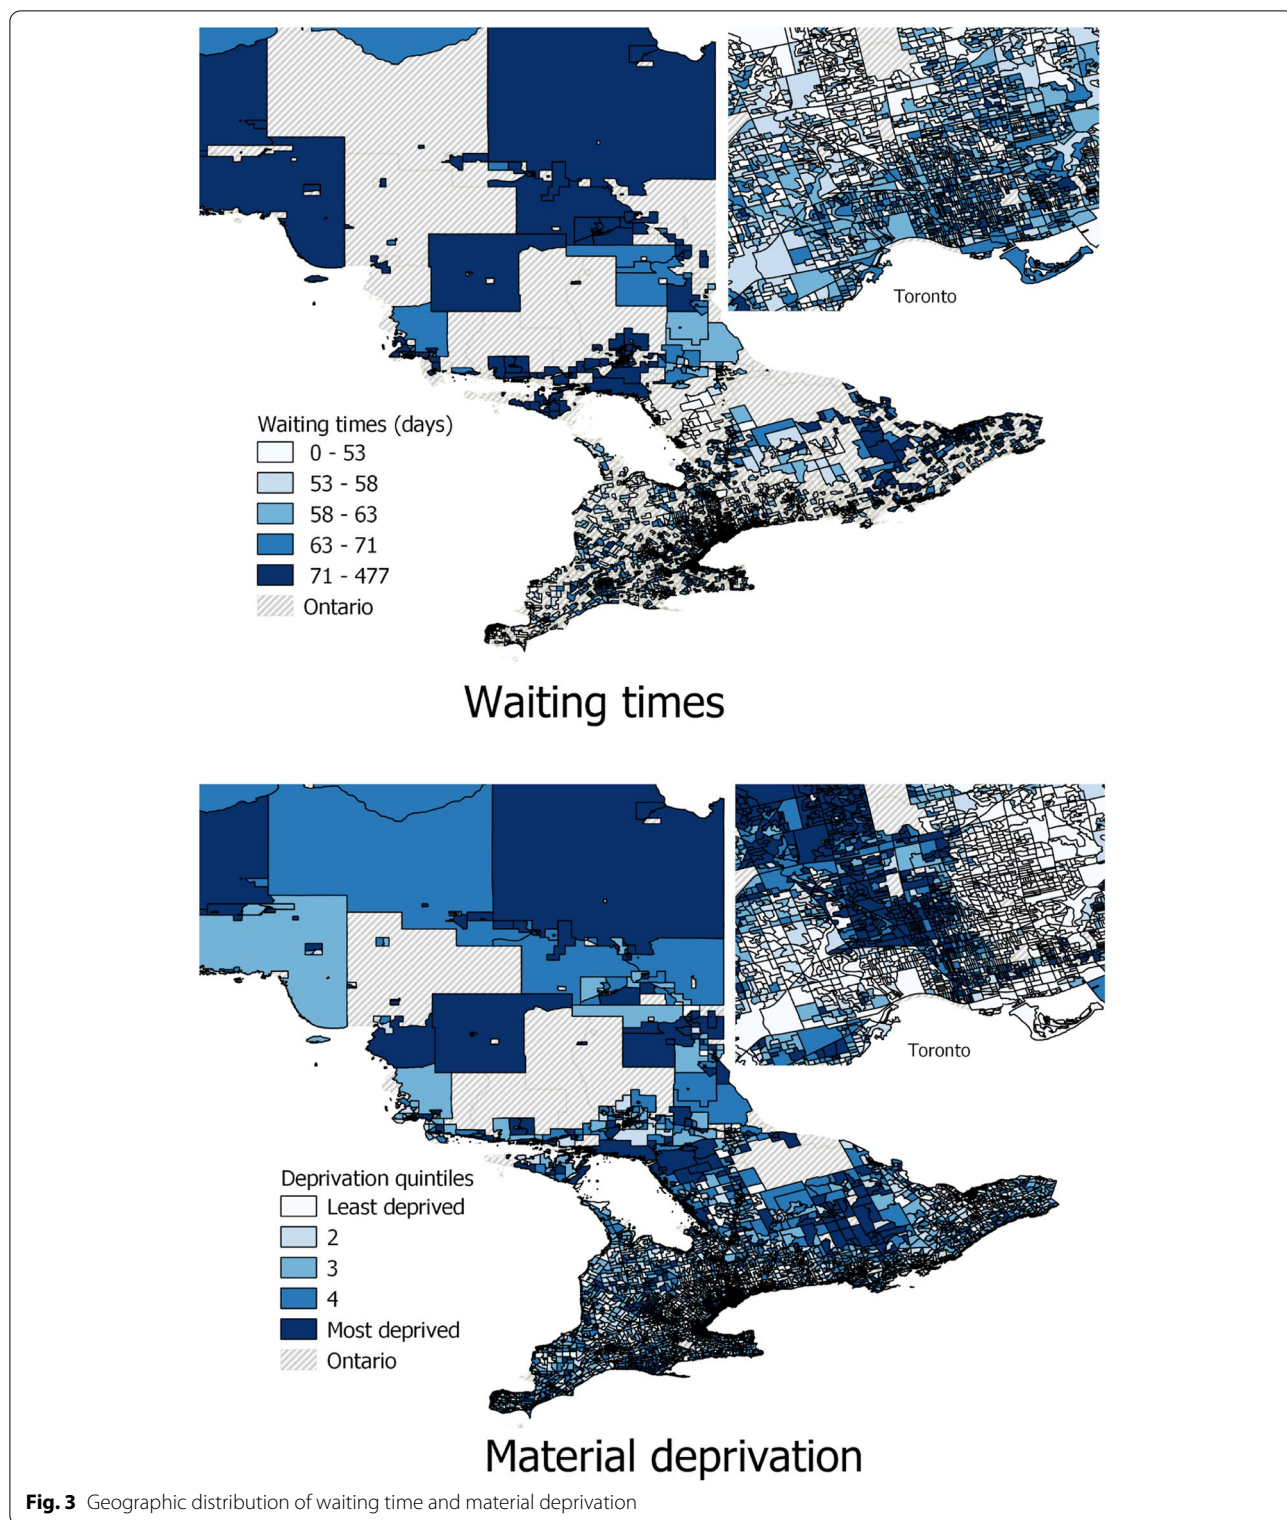 Toronto
Waiting times (days)
0 - 53
53 - 58
58 - 63
63 - 71
71 - 477
Ontario
Waiting times
Toronto
Deprivation quintiles
Least deprived
2
3
4
Most deprived
Ontario
Material deprivation
Fig. 3 Geographic distribution of waiting time and material deprivation